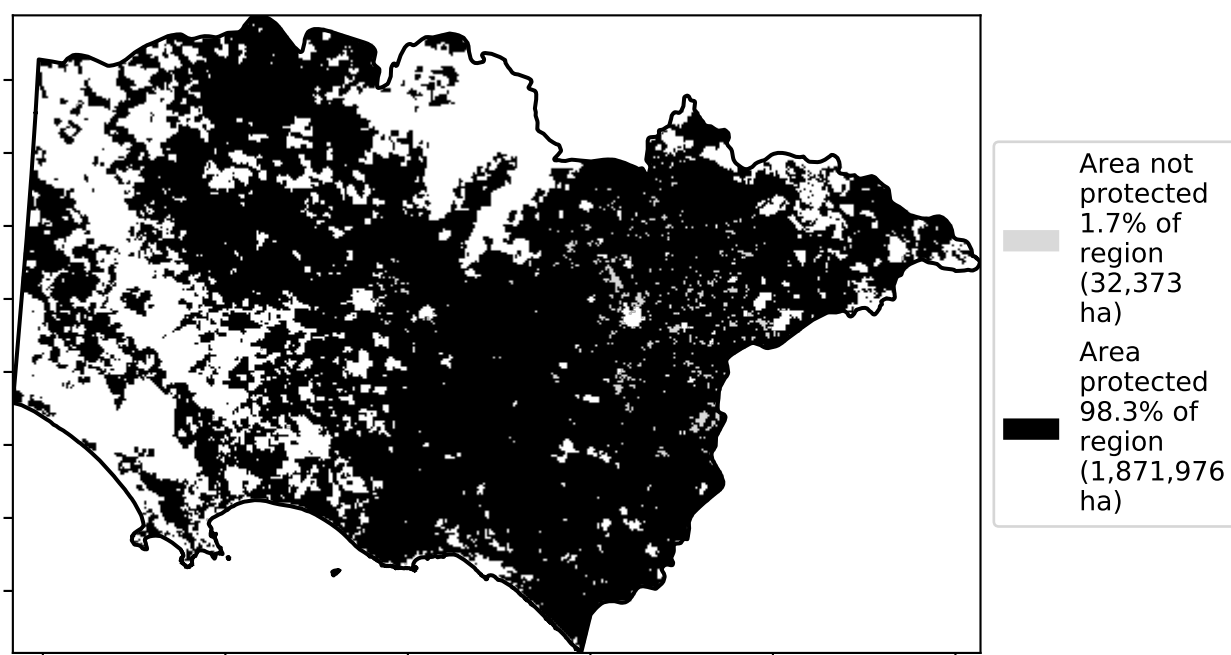 Area not
protected
1.7% of
region
(32,373
ha)
Area
protected
98.3% of
region
(1,871,976
ha)